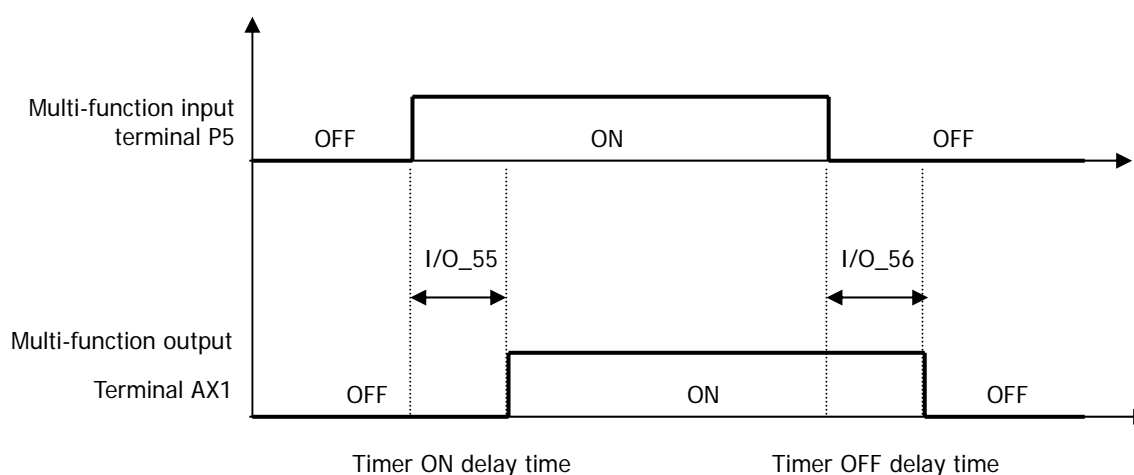 Multi-function input
terminal P5
OFF
ON
OFF
I/O_55
I/O_56
Multi-function output
Terminal AX1
OFF
ON
OFF
Timer ON delay time
Timer OFF delay time